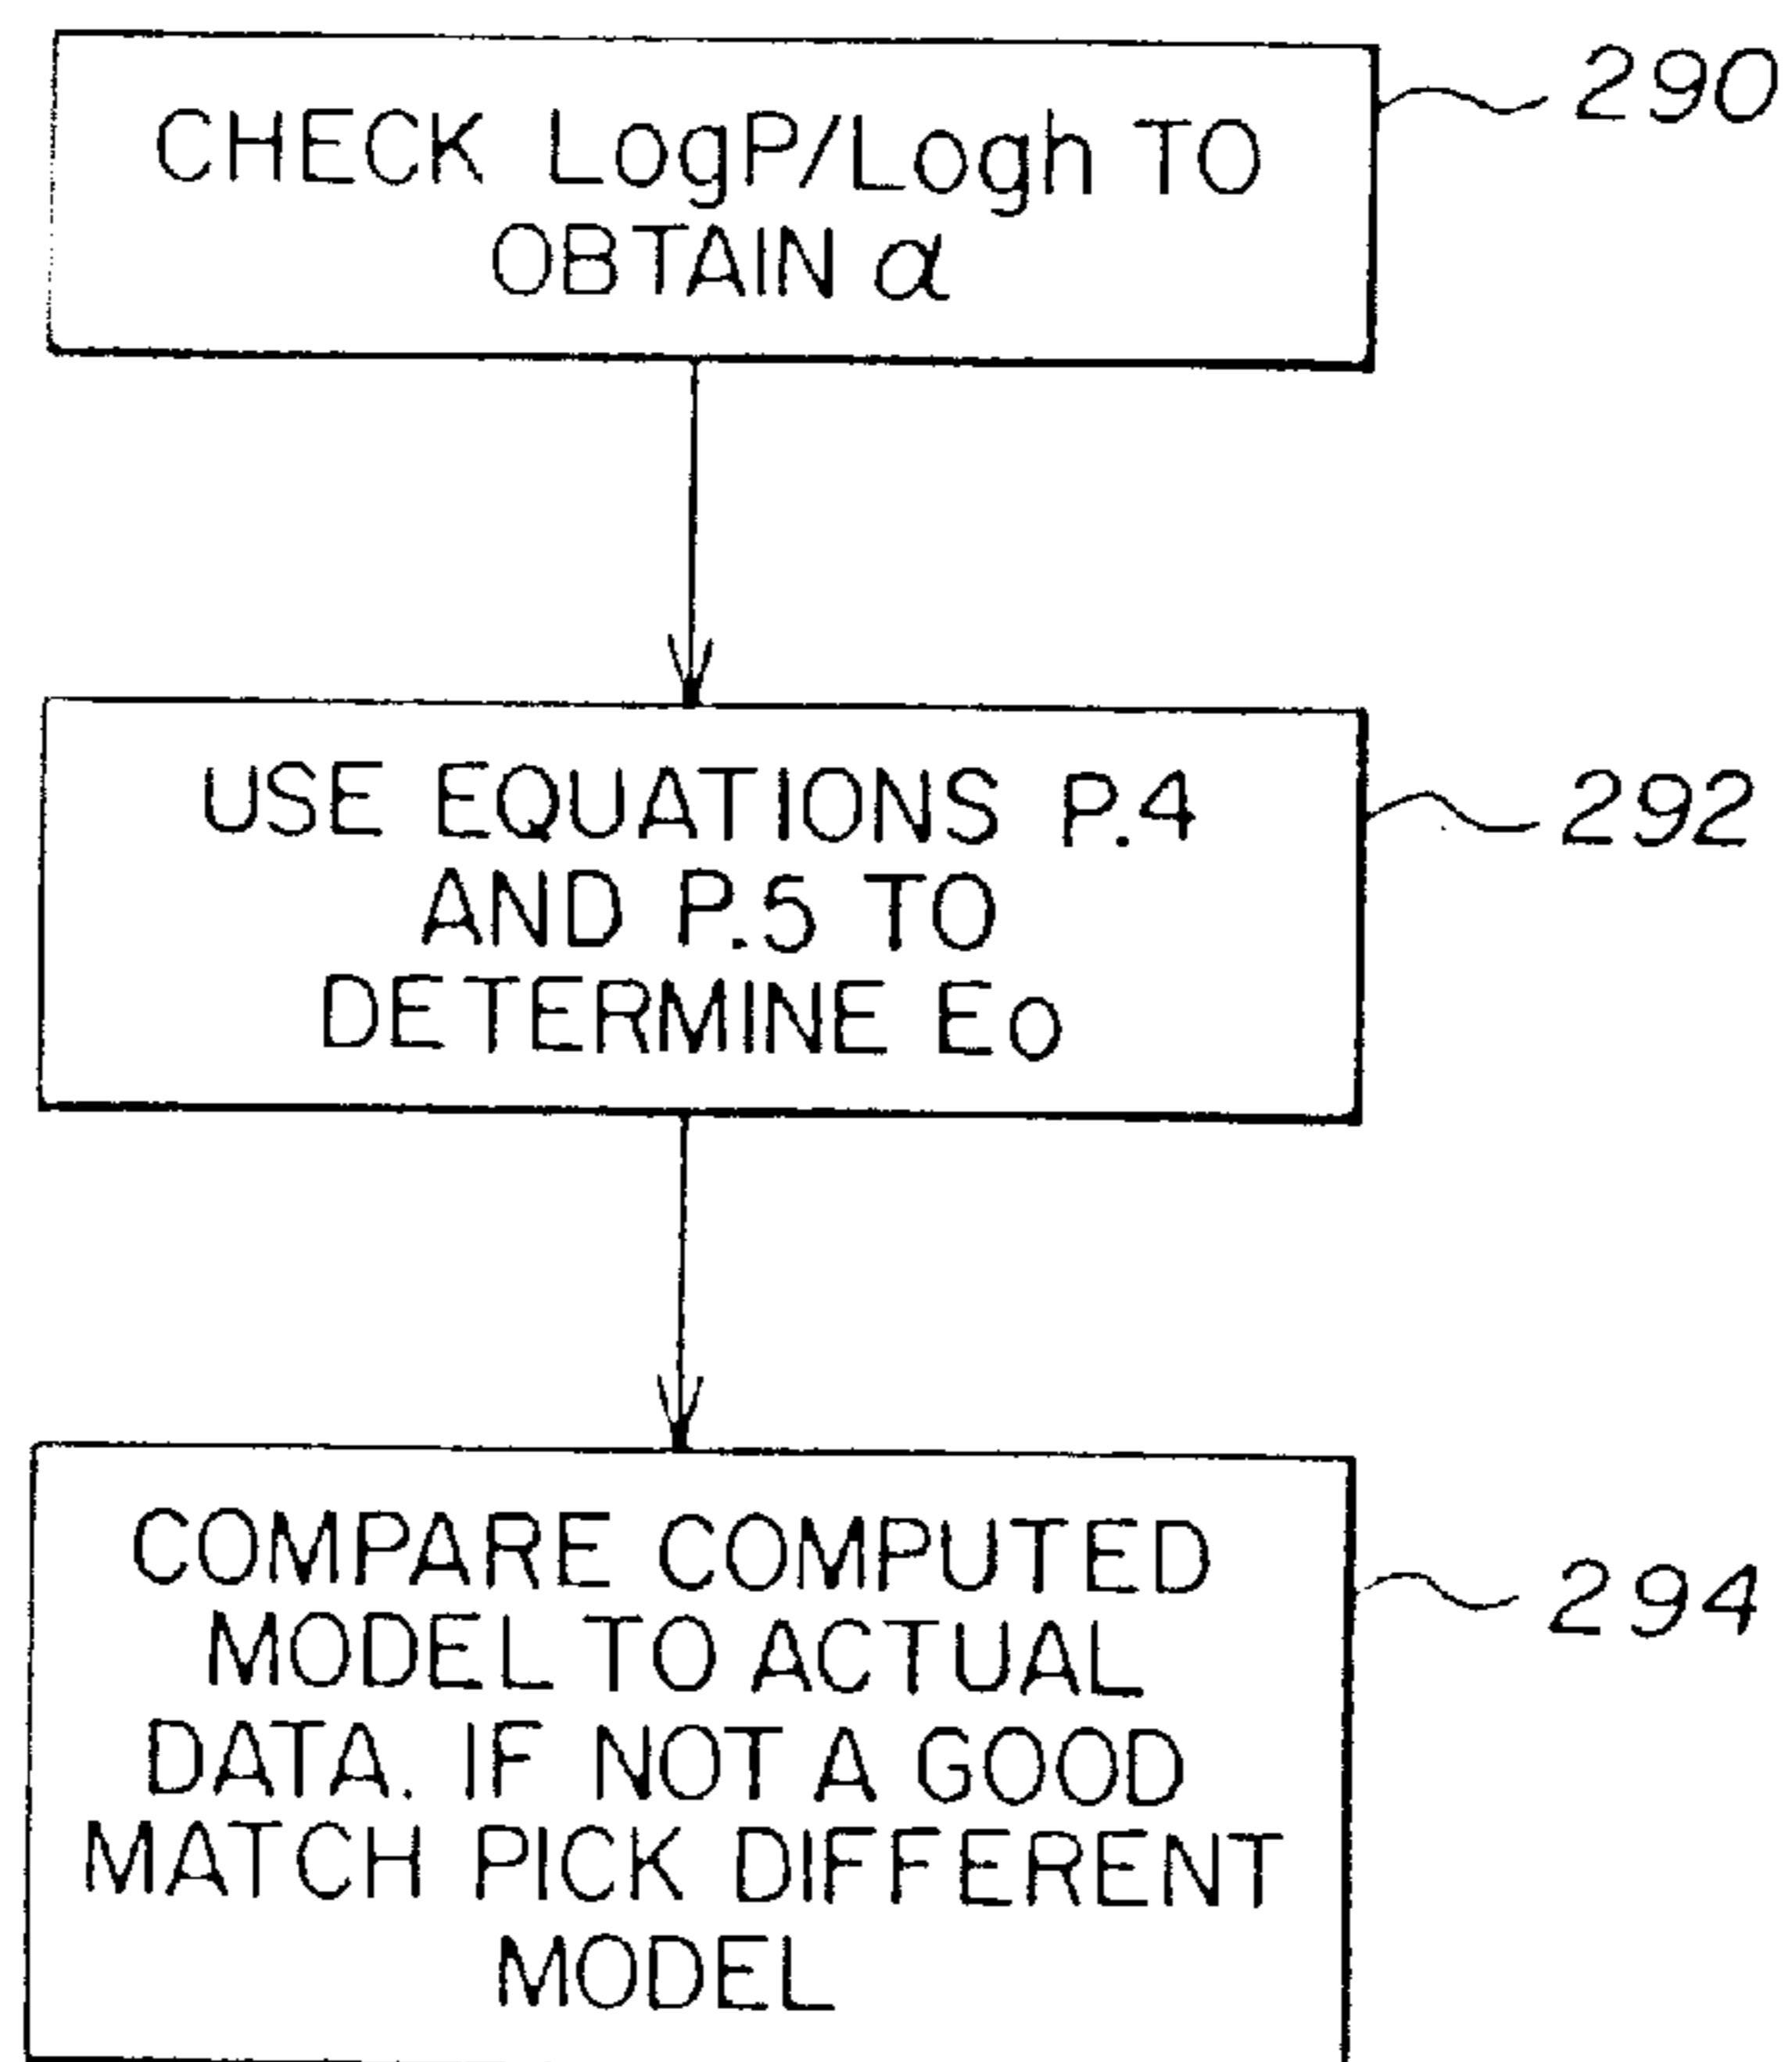 CHECK LogP/Logh TO
OBTAIN α
290
USE EQUATIONS P.4
AND P.5 TO
DETERMINE Eo
292
COMPARE COMPUTED
MODEL TO ACTUAL
DATA. IF NOT A GOOD
MATCH PICK DIFFERENT
MODEL
294